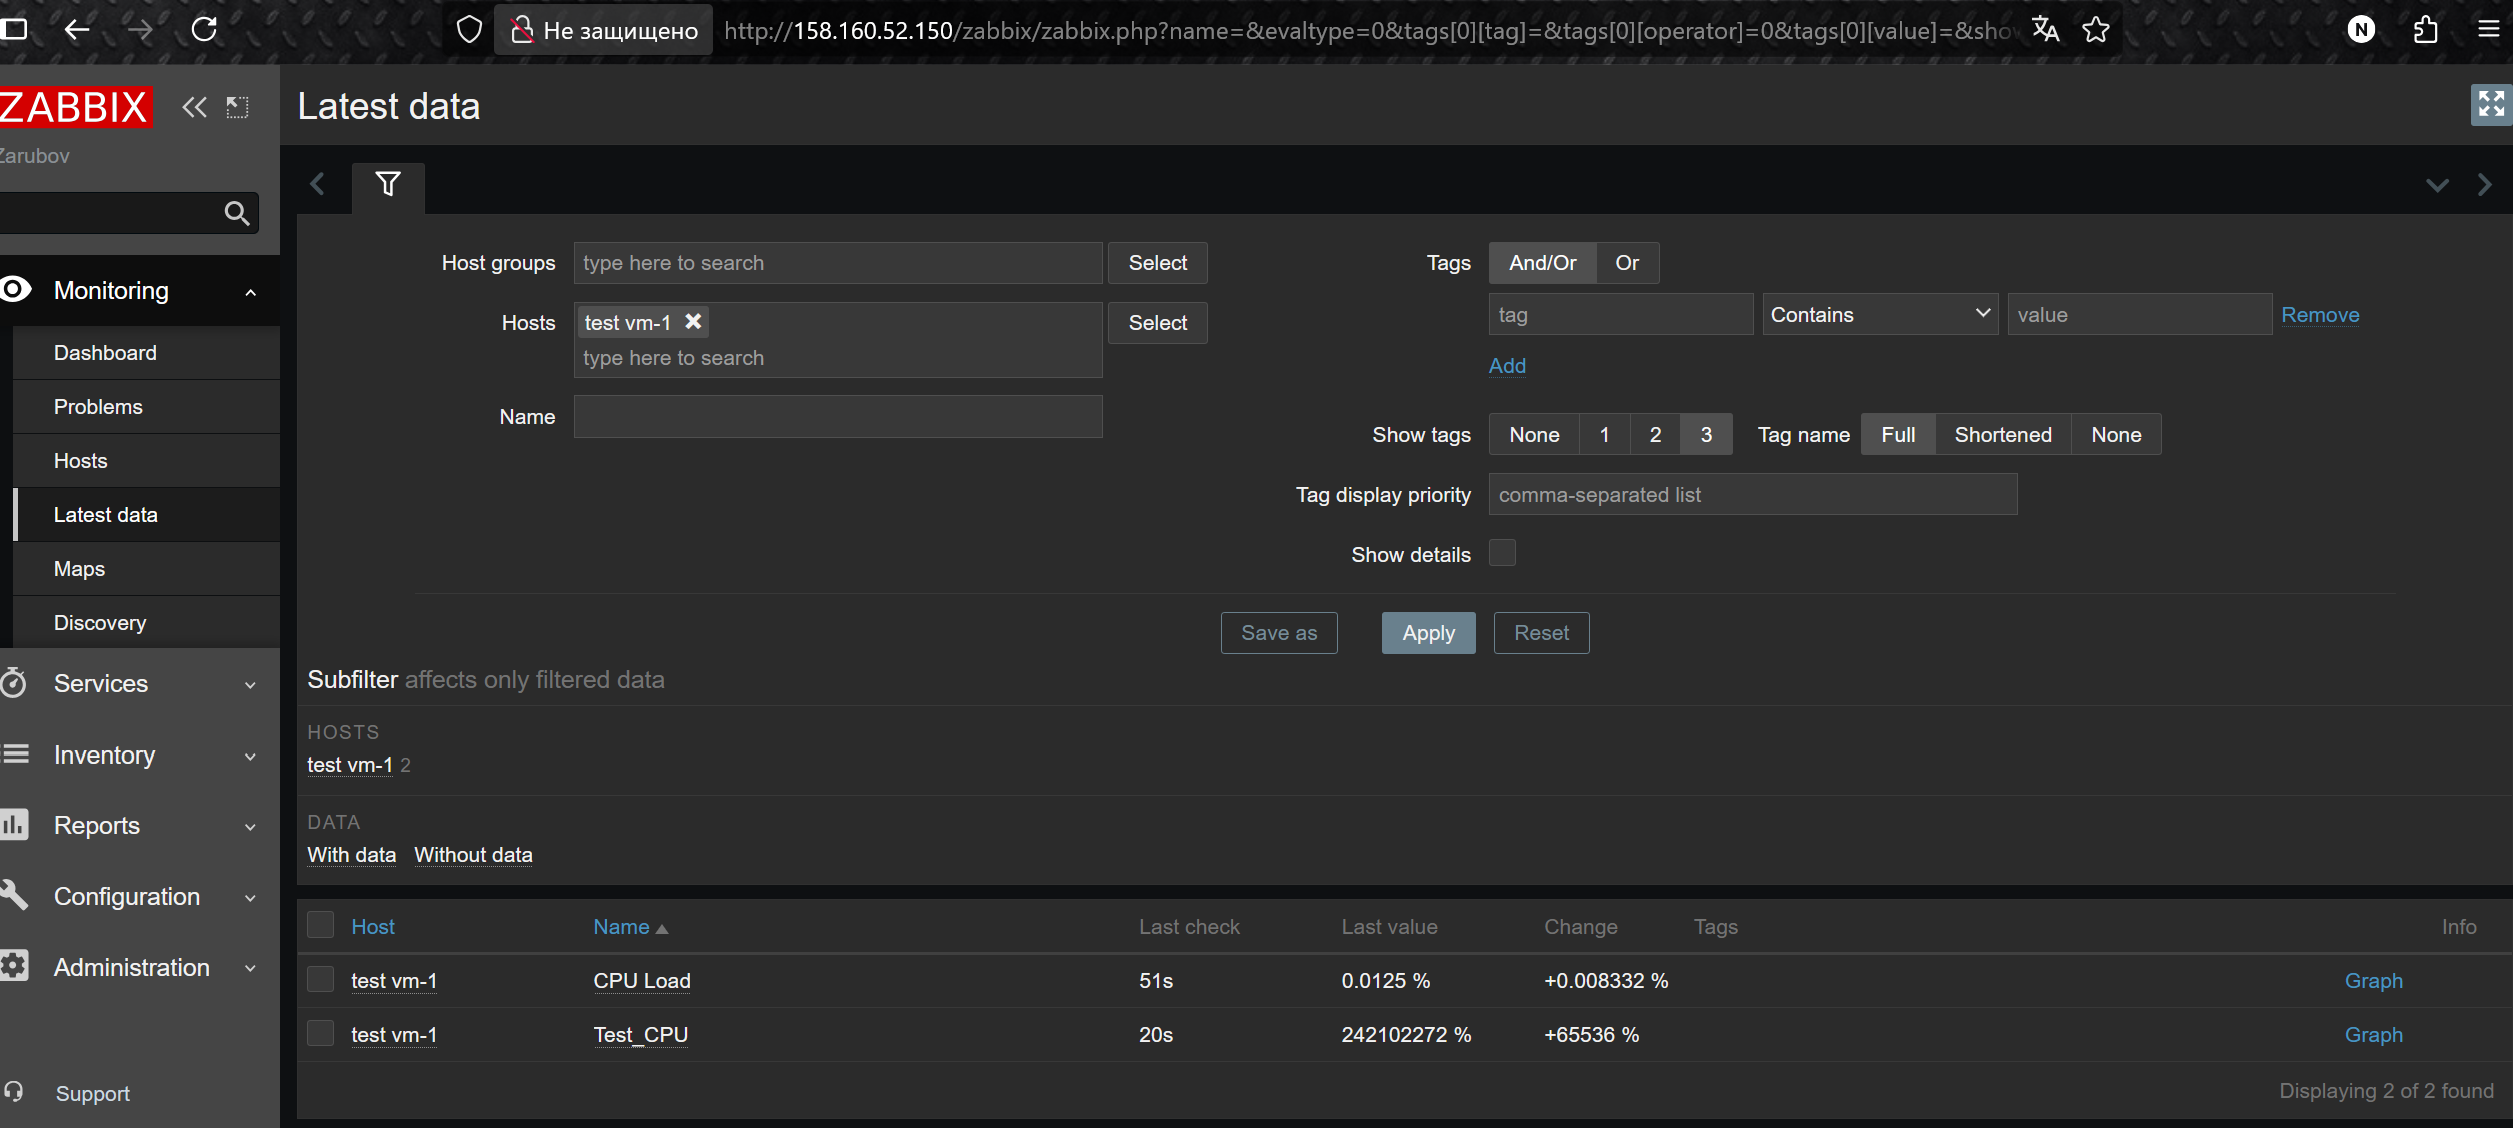 Не защищено http://158.160.52.150/zabbix/zabbix.php?name=&evaltype=0&tags[0][tag]=&tags[0][operator]=0&tags[0][value]=&sho
N
ZABBIX
Zarubov
Monitoring
Dashboard
Problems
Hosts
Latest data
Maps
Discovery
Services
Inventory
Reports
Configuration
Administration
Support
Latest data
Host groups type here to search Select
Hosts test vm-1 Select
type here to search
Name
Tags And/Or Or
tag Contains value Remove
Add
Show tags None 1 2 3 Tag name Full Shortened None
Tag display priority comma-separated list
Show details
Save as Apply Reset
Subfilter affects only filtered data
HOSTS
test vm-1 2
DATA
With data Without data
Host Name Last check Last value Change Tags Info
test vm-1 CPU Load 51s 0.0125 % +0.008332 % Graph
test vm-1 Test_CPU 20s 242102272 % +65536 % Graph
Displaying 2 of 2 found